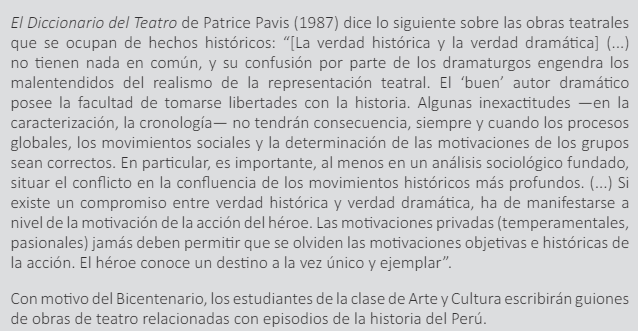 El Diccionario del Teatro de Patrice Pavis (1987) dice lo siguiente sobre las obras teatrales
que se ocupan de hechos históricos: “[La verdad histórica y la verdad dramática] (...)
no tienen nada en común, y su confusión por parte de los dramaturgos engendra los
malentendidos del realismo de la representación teatral. El ‘buen’ autor dramático
posee la facultad de tomarse libertades con la historia. Algunas inexactitudes —en la
caracterización, la cronología— no tendrán consecuencia, siempre y cuando los procesos
globales, los movimientos sociales y la determinación de las motivaciones de los grupos
sean correctos. En particular, es importante, al menos en un análisis sociológico fundado,
situar el conflicto en la confluencia de los movimientos históricos más profundos. (...) Si
existe un compromiso entre verdad histórica y verdad dramática, ha de manifestarse a
nivel de la motivación de la acción del héroe. Las motivaciones privadas (temperamentales,
pasionales) jamás deben permitir que se olviden las motivaciones objetivas e históricas de
la acción. El héroe conoce un destino a la vez único y ejemplar”.
Con motivo del Bicentenario, los estudiantes de la clase de Arte y Cultura escribirán guiones
de obras de teatro relacionadas con episodios de la historia del Perú.